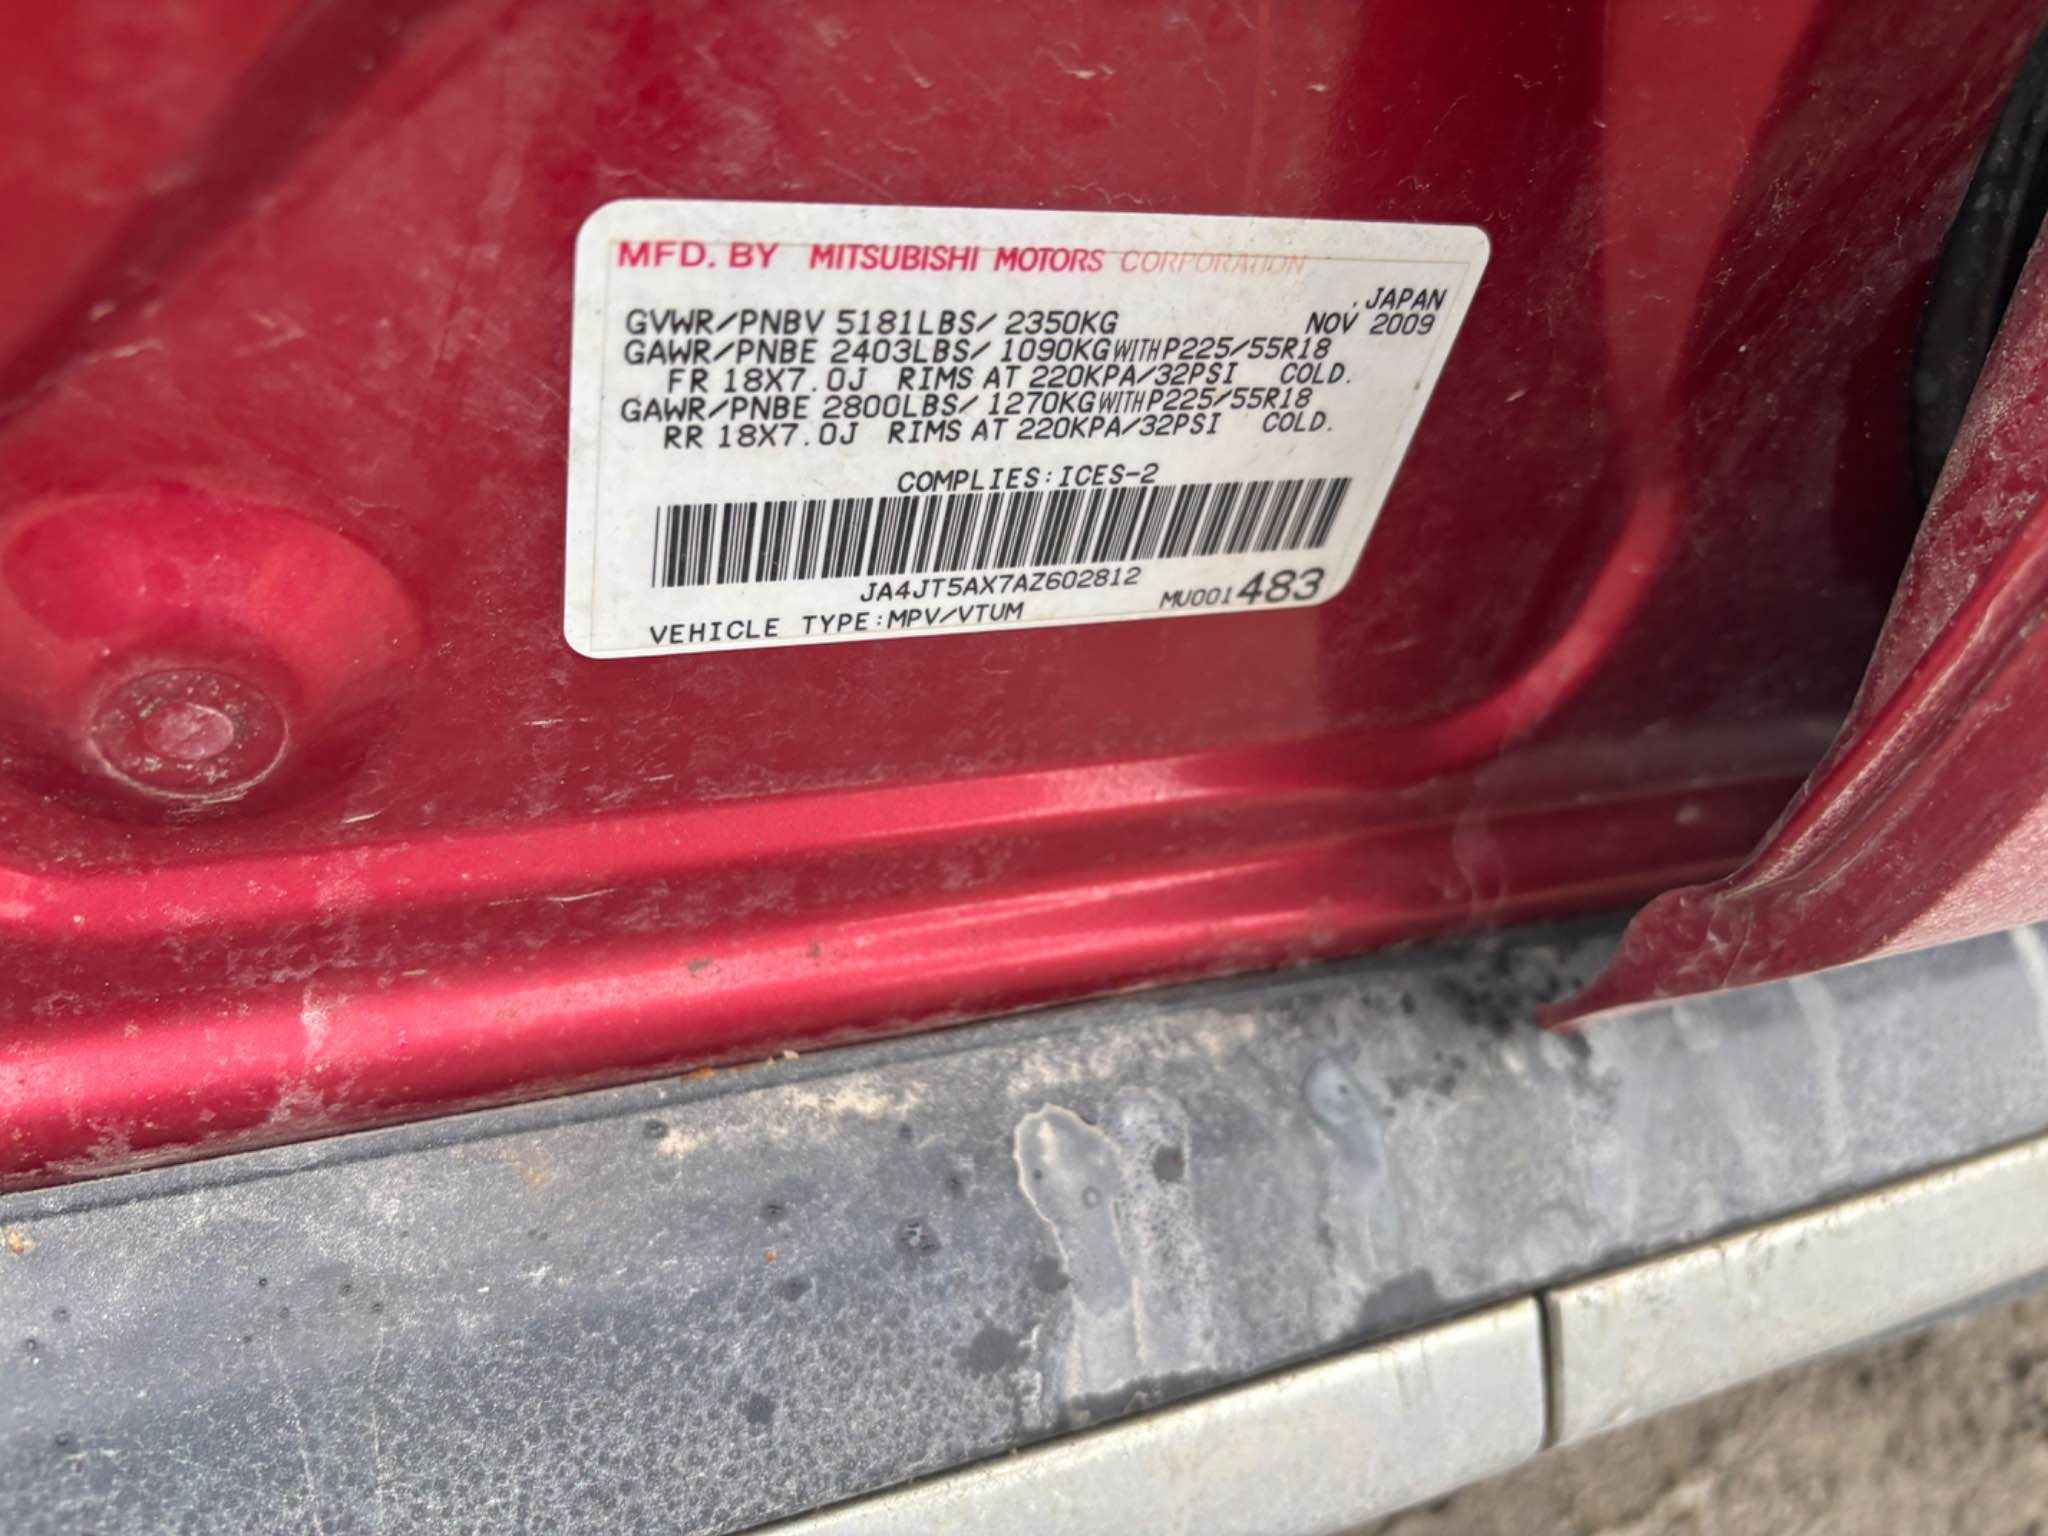 MFD. BY MITSUBISHI MOTORS CORPORATION
JAPAN
GVWR/PNBV 5181LBS/ 2350KG NOV 2009
GAWR/PNBE 2403LBS/ 1090KG WITH P225/55R18
FR 18X7.0J RIMS AT 220KPA/32PSI COLD.
GAWR/PNBE 2800LBS/ 1270KG WITH P225/55R18
RR 18X7.0J RIMS AT 220KPA/32PSI COLD.
COMPLIES:ICES-2
JA4JT5AX7AZ602812
VEHICLE TYPE:MPV/VTUM MU001483